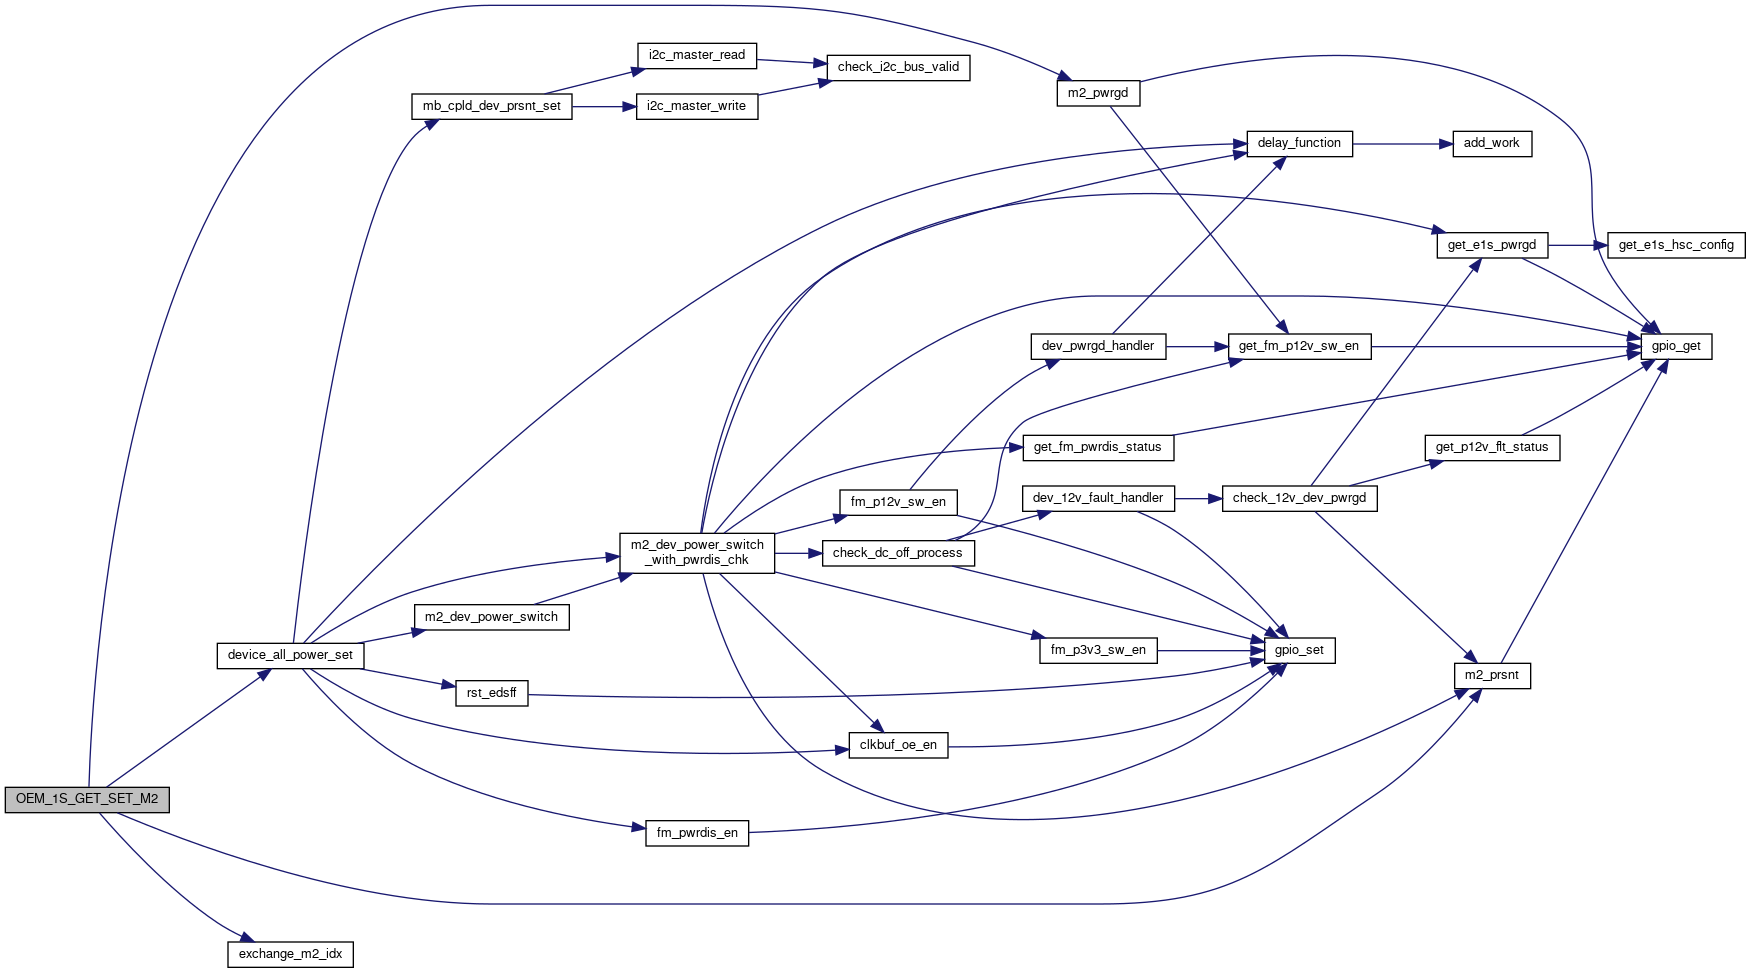 i2c_master_read
check_i2c_bus_valid
m2_pwrgd
mb_cpld_dev_prsnt_set
i2c_master_write
delay_function
add_work
get_e1s_pwrgd
get_e1s_hsc_config
dev_pwrgd_handler
get_fm_p12v_sw_en
gpio_get
get_fm_pwrdis_status
get_p12v_flt_status
fm_p12v_sw_en
dev_12v_fault_handler
check_12v_dev_pwrgd
m2_dev_power_switch
_with_pwrdis_chk
check_dc_off_process
m2_dev_power_switch
device_all_power_set
fm_p3v3_sw_en
gpio_set
rst_edsff
m2_prsnt
clkbuf_oe_en
OEM_1S_GET_SET_M2
fm_pwrdis_en
exchange_m2_idx